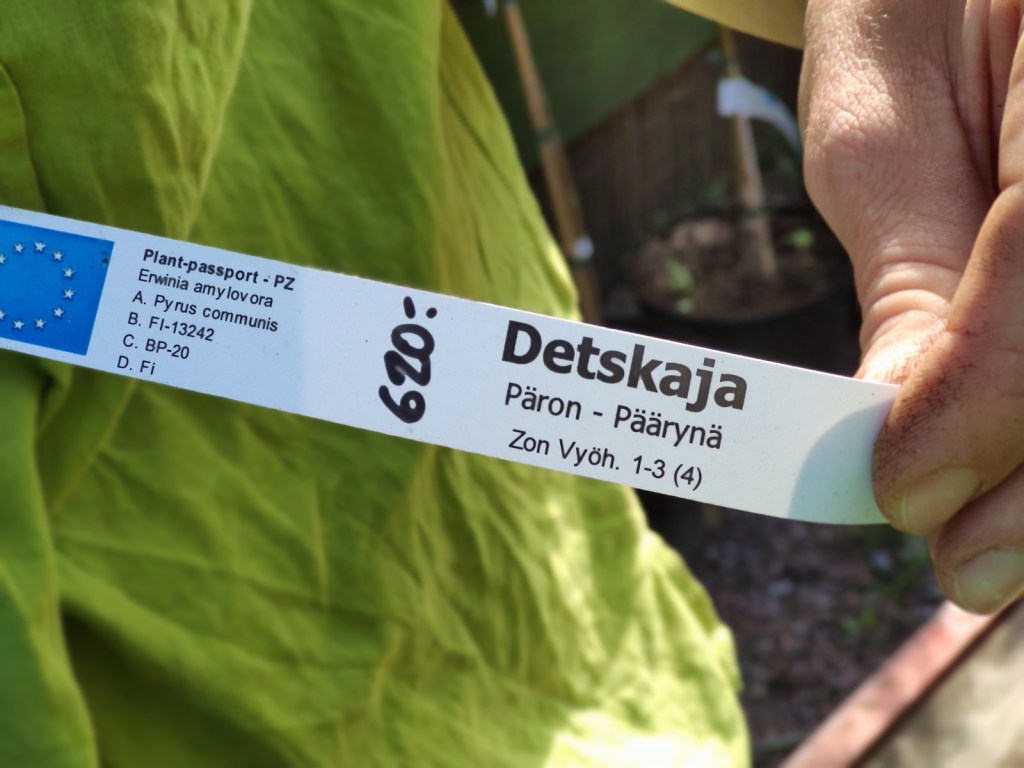 Plant-passport - PZ
Erwinia amylovora
A. Pyrus communis
B. FI-13242
C. BP-20
D. Fi
620:-
Detskaja
Päron - Päärynä
Zon Vyöh. 1-3 (4)